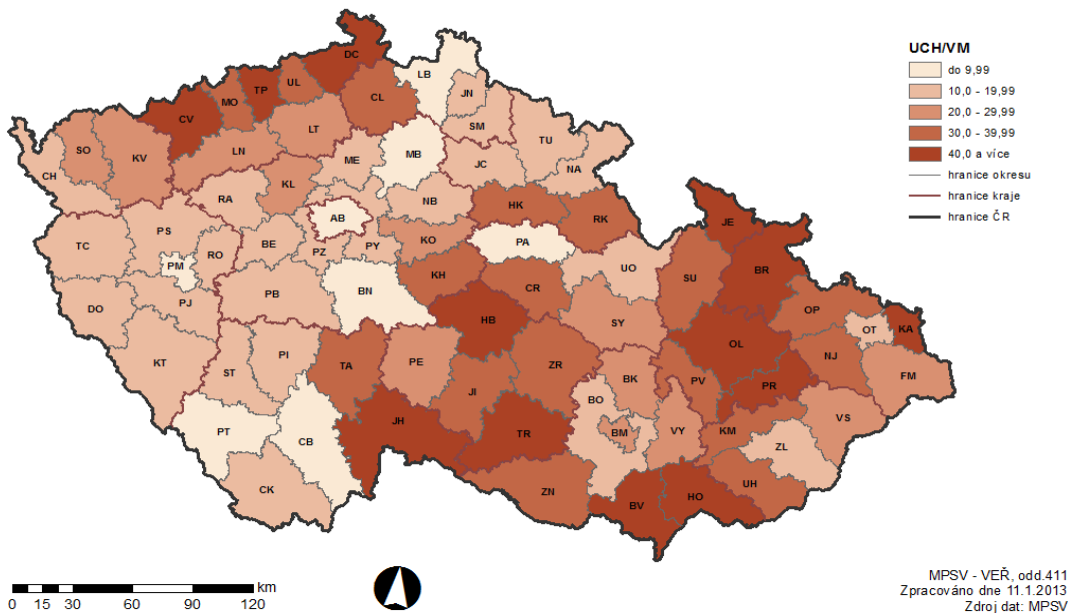 UCH/VM
do 9,99
10,0 - 19,99
20,0 - 29,99
30,0 - 39,99
40,0 a více
hranice okresu
hranice kraje
hranice ČR
DC
LB
TP
UL
MO
CL
JN
CV
SM
LT
TU
SO
KV
LN
MB
ME
JC
NA
CH
KL
RA
NB
HK
RK
AB
JE
PS
TC
BE
KO
PA
RO
PZ
PY
PM
UO
BR
KH
SU
BN
CR
PB
PJ
DO
OP
HB
SY
OT
KA
OL
PI
NJ
KT
ST
TA
PE
ZR
FM
BK
PV
PR
JI
BO
VS
JH
PT
TR
BM
VY
KM
CB
ZL
UH
CK
ZN
HO
BV
km
0 15 30 60 90 120
MPSV - VEŘ, odd.411
Zpracováno dne 11.1.2013
Zdroj dat: MPSV